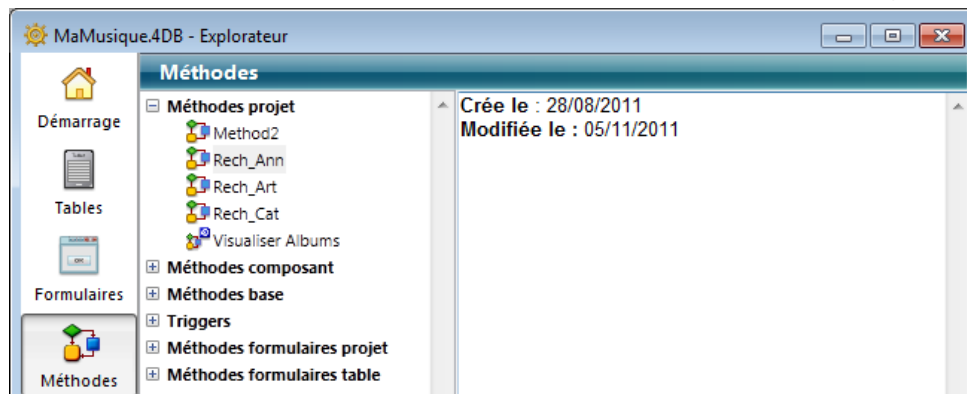 MaMusique.4DB - Explorateur
Démarrage
Tables
Formulaires
Méthodes
Méthodes
Méthodes projet
Method2
Rech_Ann
Rech_Art
Rech_Cat
Visualiser Albums
Méthodes composant
Méthodes base
Triggers
Méthodes formulaires projet
Méthodes formulaires table
Crée le : 28/08/2011
Modifiée le : 05/11/2011